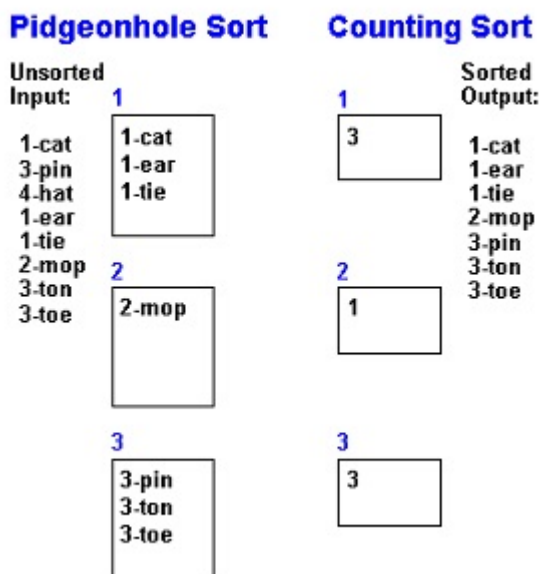 Pidgeonhole Sort
Counting Sort
Unsorted
Input:
1-cat
3-pin
4-hat
1-ear
1-tie
2-mop
3-ton
3-toe
1
1-cat
1-ear
1-tie
2
2-mop
3
3-pin
3-ton
3-toe
1
3
2
1
3
3
Sorted
Output:
1-cat
1-ear
1-tie
2-mop
3-pin
3-ton
3-toe